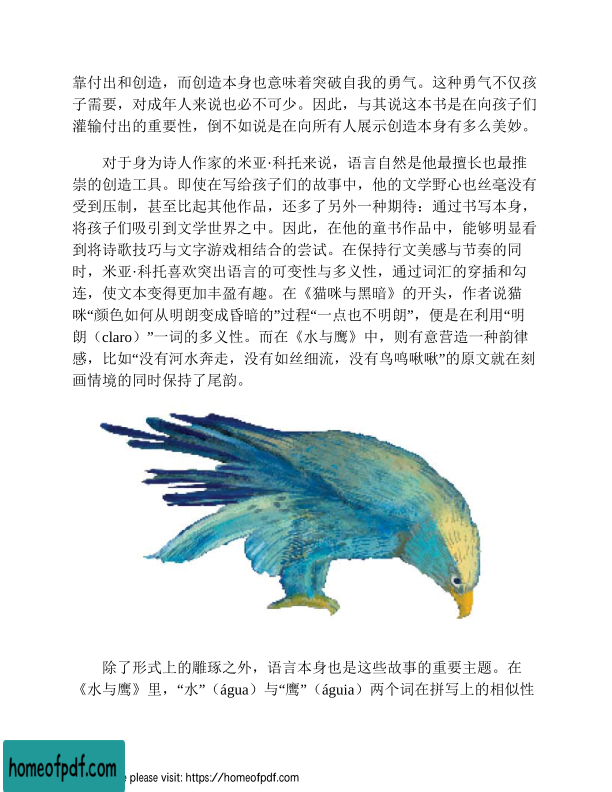 靠付出和创造，而创造本身也意味着突破自我的勇气。这种勇气不仅孩
子需要，对成年人来说也必不可少。因此，与其说这本书是在向孩子们
灌输付出的重要性，倒不如说是在向所有人展示创造本身有多么美妙。
对于身为诗人作家的米亚·科托来说，语言自然是他最擅长也最推
崇的创造工具。即使在写给孩子们的故事中，他的文学野心也丝毫没有
受到压制，甚至比起其他作品，还多了另外一种期待：通过书写本身，
将孩子们吸引到文学世界之中。因此，在他的童书作品中，能够明显看
到将诗歌技巧与文字游戏相结合的尝试。在保持行文美感与节奏的同
时，米亚·科托喜欢突出语言的可变性与多义性，通过词汇的穿插和勾
连，使文本变得更加丰盈有趣。在《猫咪与黑暗》的开头，作者说猫
咪“颜色如何从明朗变成昏暗的”过程“一点也不明朗”，便是在利用“明
朗（claro）”一词的多义性。而在《水与鹰》中，则有意营造一种韵律
感，比如“没有河水奔走，没有如丝细流，没有鸟鸣啾啾”的原文就在刻
画情境的同时保持了尾韵。
除了形式上的雕琢之外，语言本身也是这些故事的重要主题。在
《水与鹰》里，“水”（água）与“鹰”（águia）两个词在拼写上的相似性
homeofpdf.com
e please visit: https://homeofpdf.com